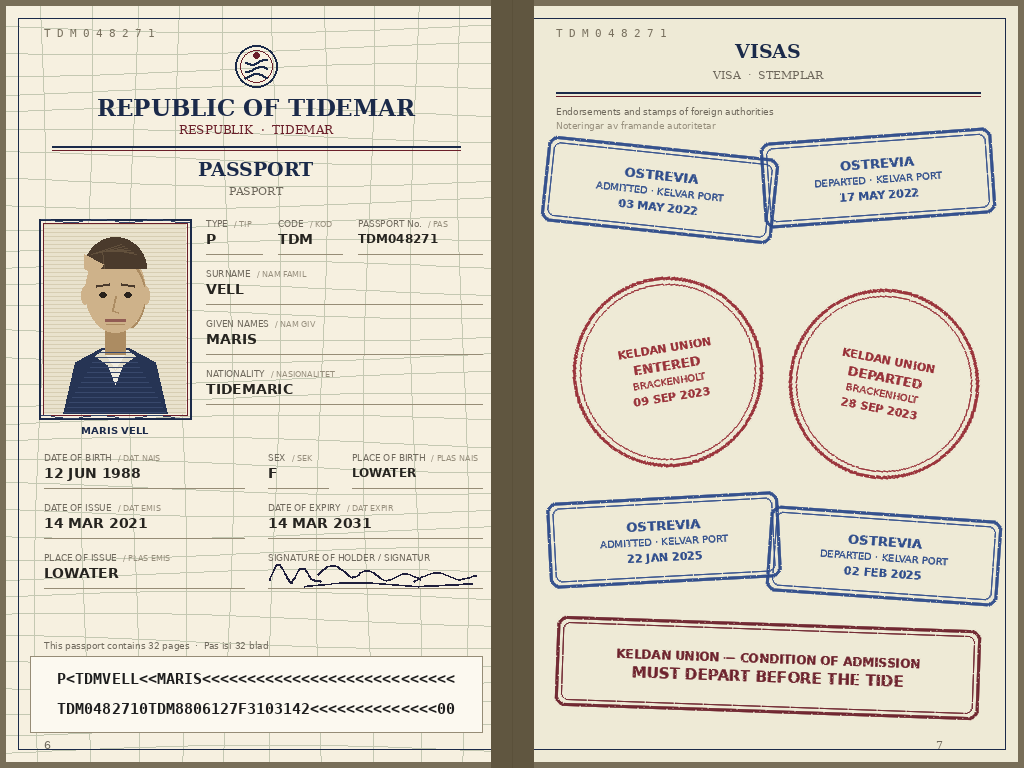 TDM048271
REPUBLIC OF TIDEMAR
RESPUBLIK · TIDEMAR
PASSPORT
PASPORT
TYPE / TIP CODE / KOD PASSPORT No. / PAS
P TDM TDM048271
SURNAME / NAM FAMIL
VELL
GIVEN NAMES / NAM GIV
MARIS
NATIONALITY / NASIONALITET
TIDEMARIC
MARIS VELL
DATE OF BIRTH / DAT NAIS SEX / SEK PLACE OF BIRTH / PLAS NAIS
12 JUN 1988 F LOWATER
DATE OF ISSUE / DAT EMIS DATE OF EXPIRY / DAT EXPIR
14 MAR 2021 14 MAR 2031
PLACE OF ISSUE / PLAS EMIS SIGNATURE OF HOLDER / SIGNATUR
LOWATER
This passport contains 32 pages · Pas isi 32 blad
P<TDMVELL<<MARIS<<<<<<<<<<<<<<<<<<<<<<<<<<<<
TDM0482710TDM8806127F3103142<<<<<<<<<<<<<<00
6
TDM048271
VISAS
VISA · STEMPLAR
Endorsements and stamps of foreign authorities
Noteringar av framande autoritetar
OSTREVIA
ADMITTED · KELVAR PORT
03 MAY 2022
OSTREVIA
DEPARTED · KELVAR PORT
17 MAY 2022
KELDAN UNION
ENTERED
BRACKENHOLT
09 SEP 2023
KELDAN UNION
DEPARTED
BRACKENHOLT
28 SEP 2023
OSTREVIA
ADMITTED · KELVAR PORT
22 JAN 2025
OSTREVIA
DEPARTED · KELVAR PORT
02 FEB 2025
KELDAN UNION — CONDITION OF ADMISSION
MUST DEPART BEFORE THE TIDE
7